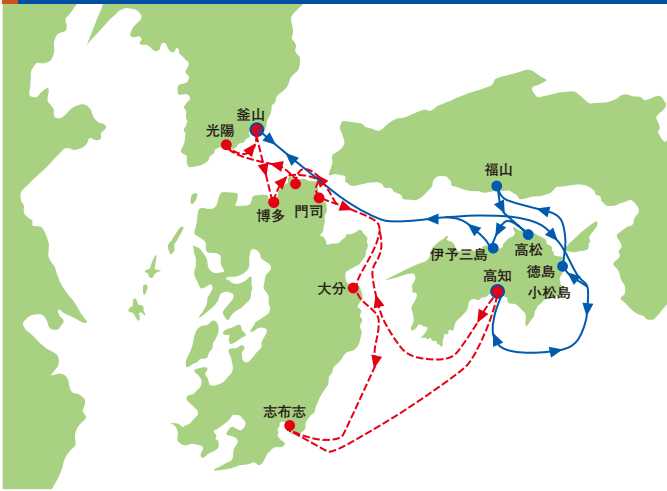 釜山
光陽
博多
門司
福山
伊予三島
高松
徳島
小松島
高知
大分
志布志